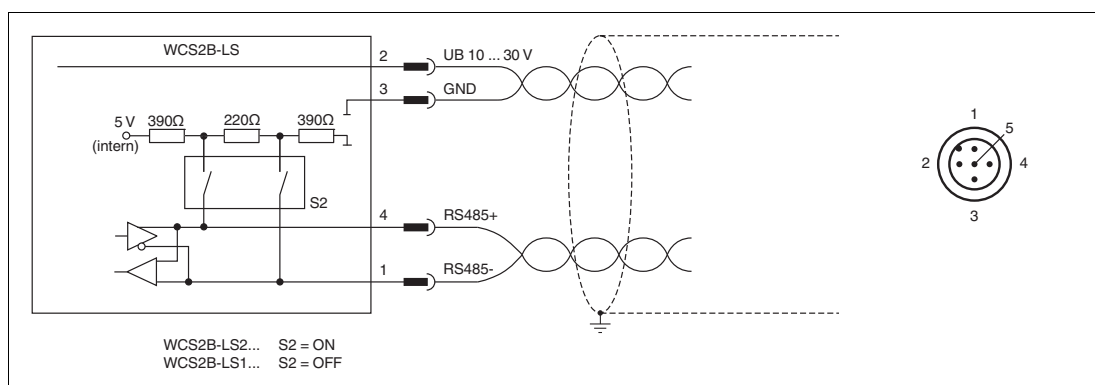 WCS2B-LS
2
UB 10 ... 30 V
3
GND
5 V
(intern)
390Ω
220Ω
390Ω
S2
4
RS485+
1
RS485-
WCS2B-LS2... S2 = ON
WCS2B-LS1... S2 = OFF
1
5
2
4
3